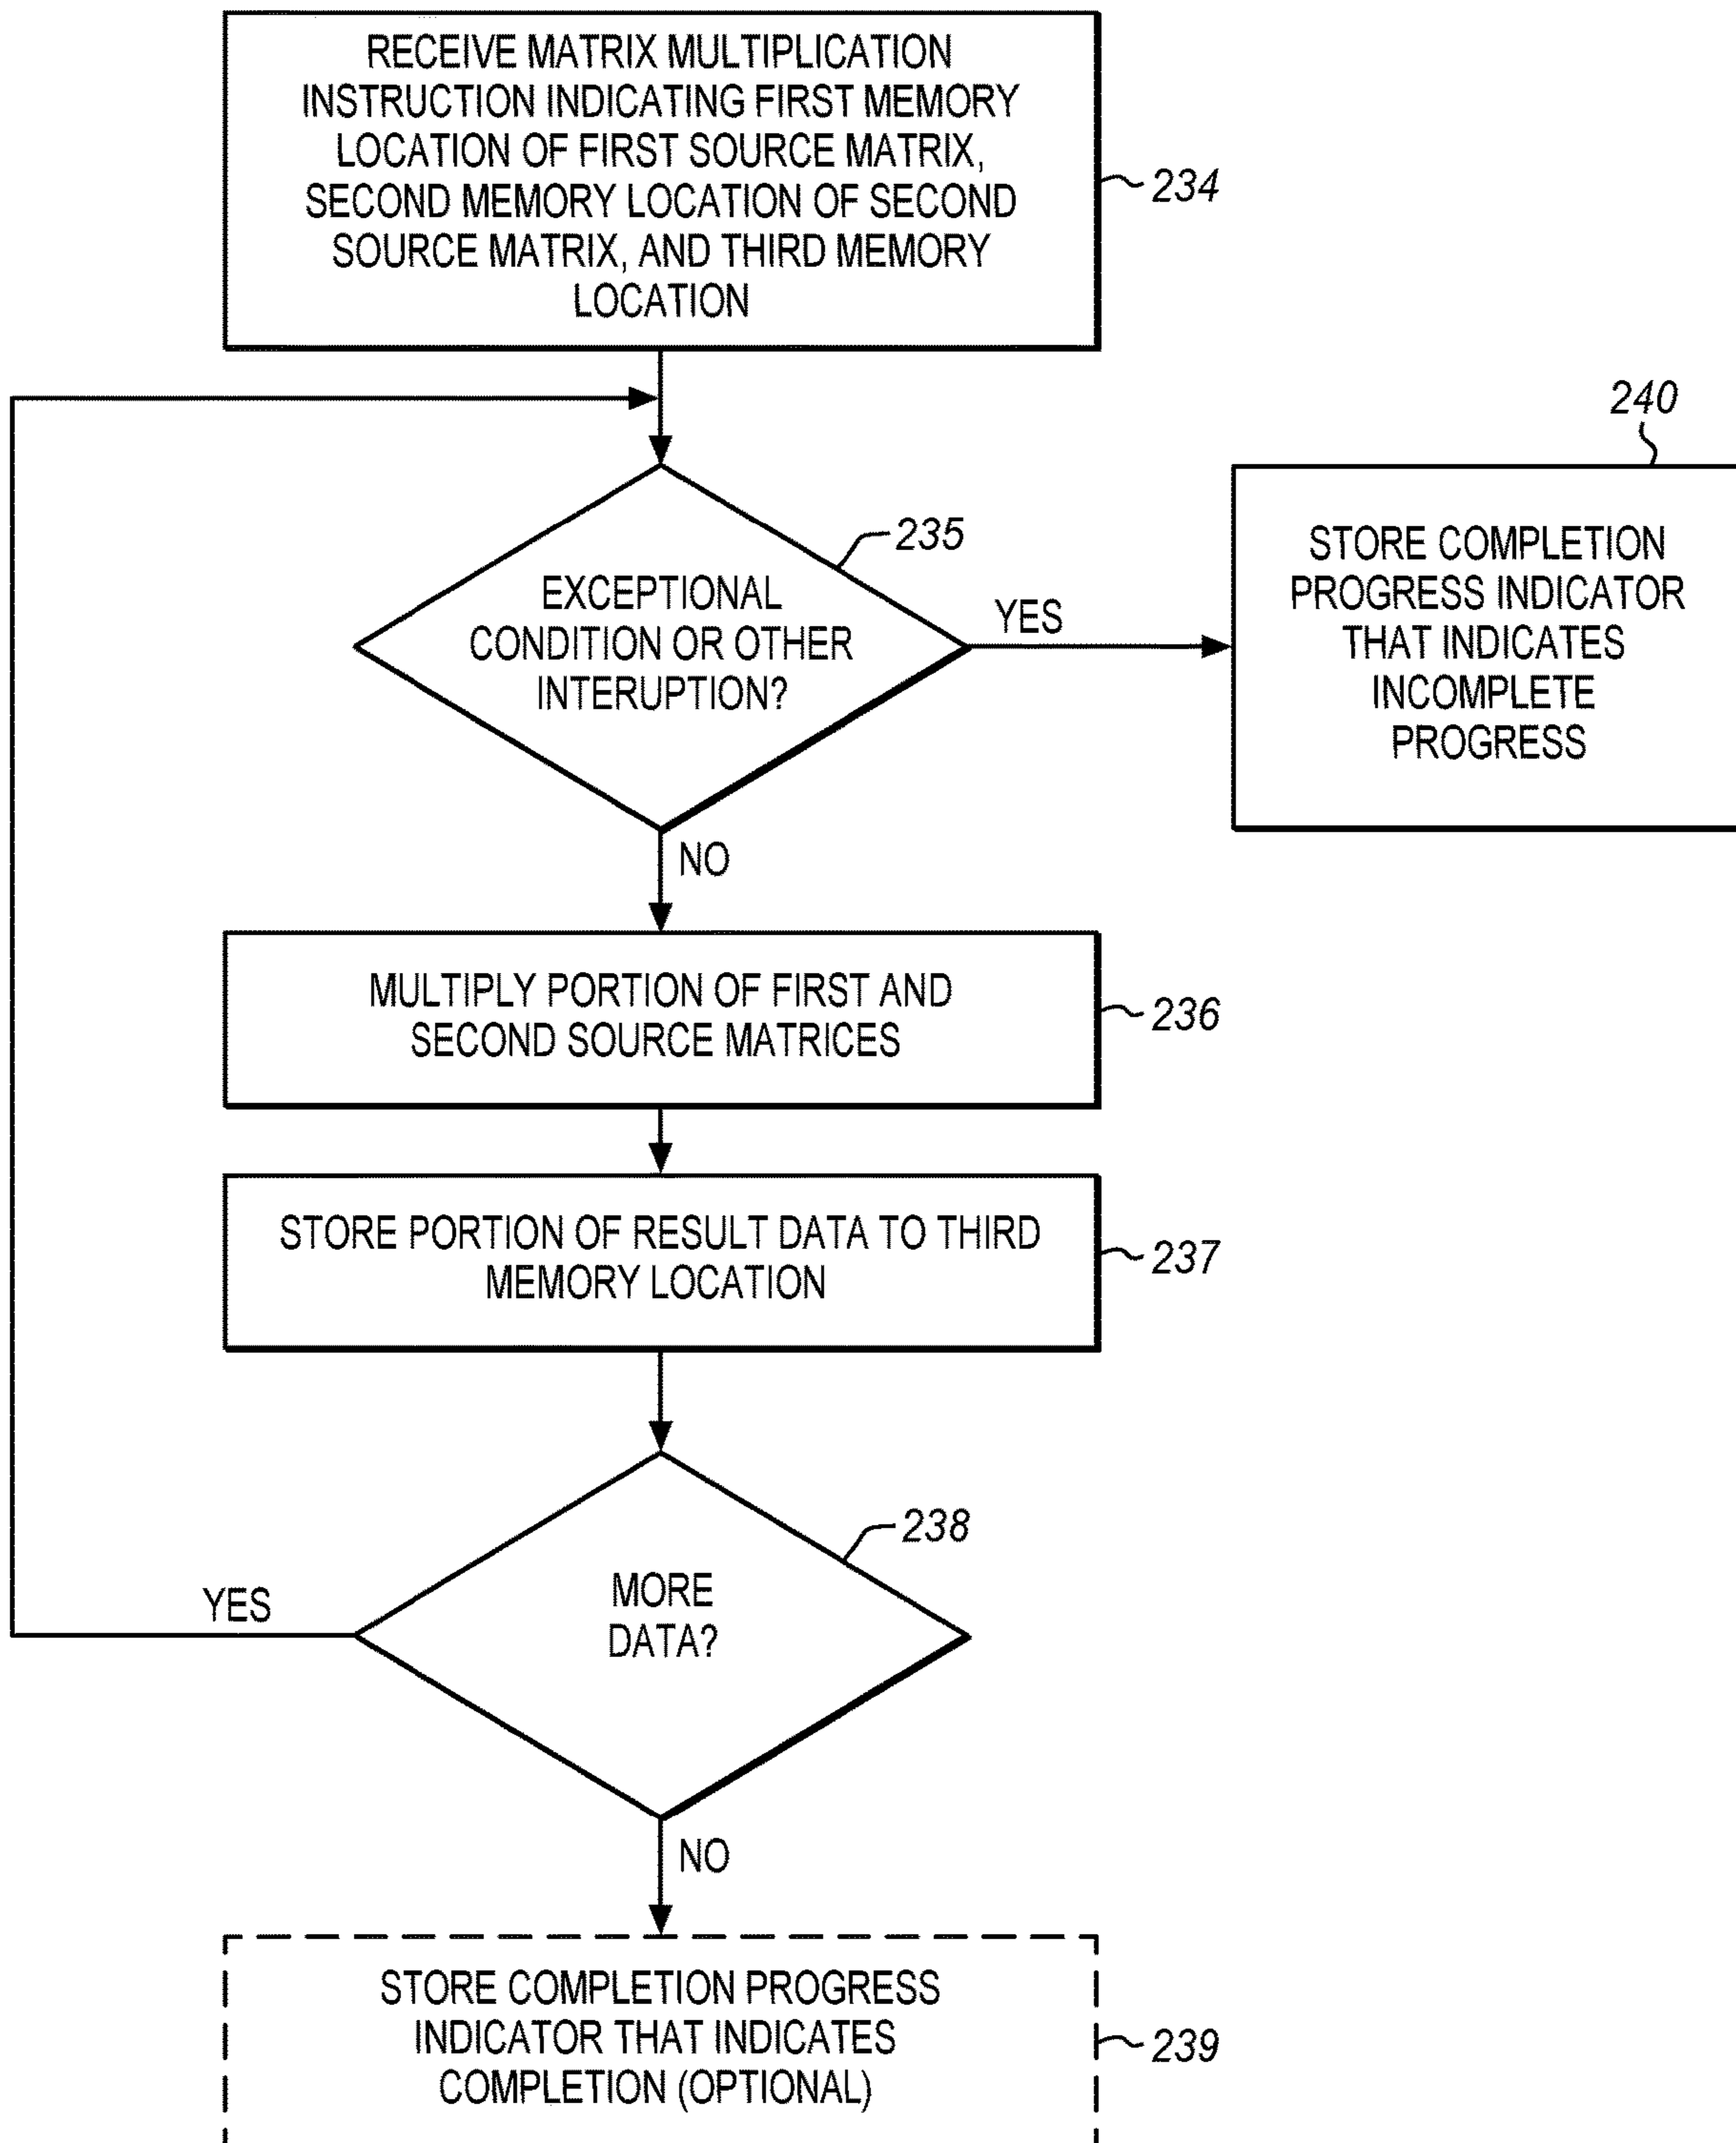 RECEIVE MATRIX MULTIPLICATION
INSTRUCTION INDICATING FIRST MEMORY
LOCATION OF FIRST SOURCE MATRIX,
SECOND MEMORY LOCATION OF SECOND
SOURCE MATRIX, AND THIRD MEMORY
LOCATION
234
240
235
EXCEPTIONAL
CONDITION OR OTHER
INTERUPTION?
YES
STORE COMPLETION
PROGRESS INDICATOR
THAT INDICATES
INCOMPLETE
PROGRESS
NO
MULTIPLY PORTION OF FIRST AND
SECOND SOURCE MATRICES
236
STORE PORTION OF RESULT DATA TO THIRD
MEMORY LOCATION
237
238
MORE
DATA?
YES
NO
STORE COMPLETION PROGRESS
INDICATOR THAT INDICATES
COMPLETION (OPTIONAL)
239